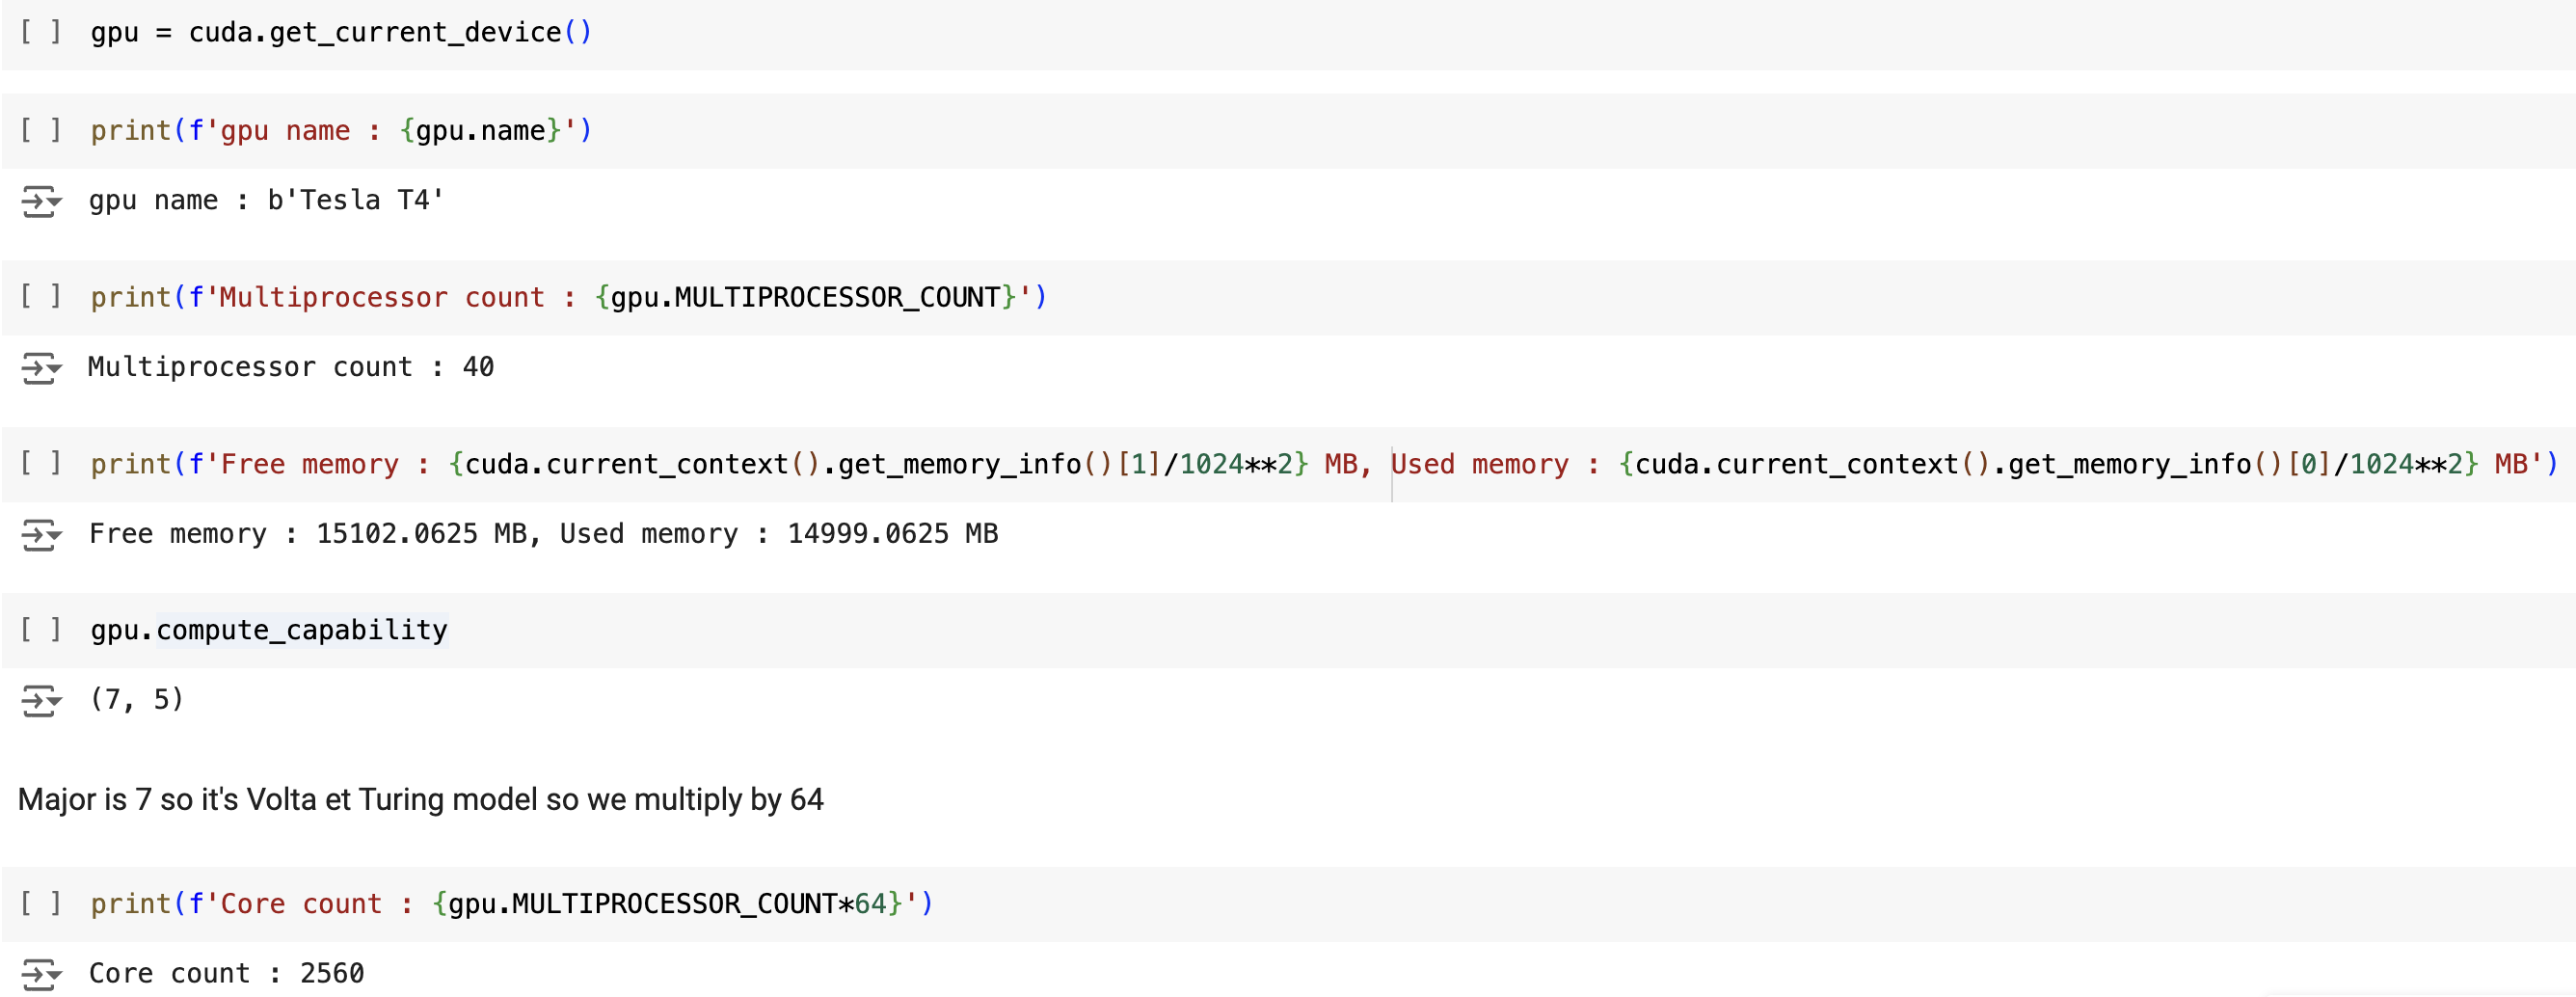 [ ] gpu = cuda.get_current_device()
[ ] print(f'gpu name : {gpu.name}')
gpu name : b'Tesla T4'
[ ] print(f'Multiprocessor count : {gpu.MULTIPROCESSOR_COUNT}')
Multiprocessor count : 40
[ ] print(f'Free memory : {cuda.current_context().get_memory_info()[1]/1024**2} MB, Used memory : {cuda.current_context().get_memory_info()[0]/1024**2} MB')
Free memory : 15102.0625 MB, Used memory : 14999.0625 MB
[ ] gpu.compute_capability
(7, 5)
Major is 7 so it's Volta et Turing model so we multiply by 64
[ ] print(f'Core count : {gpu.MULTIPROCESSOR_COUNT*64}')
Core count : 2560